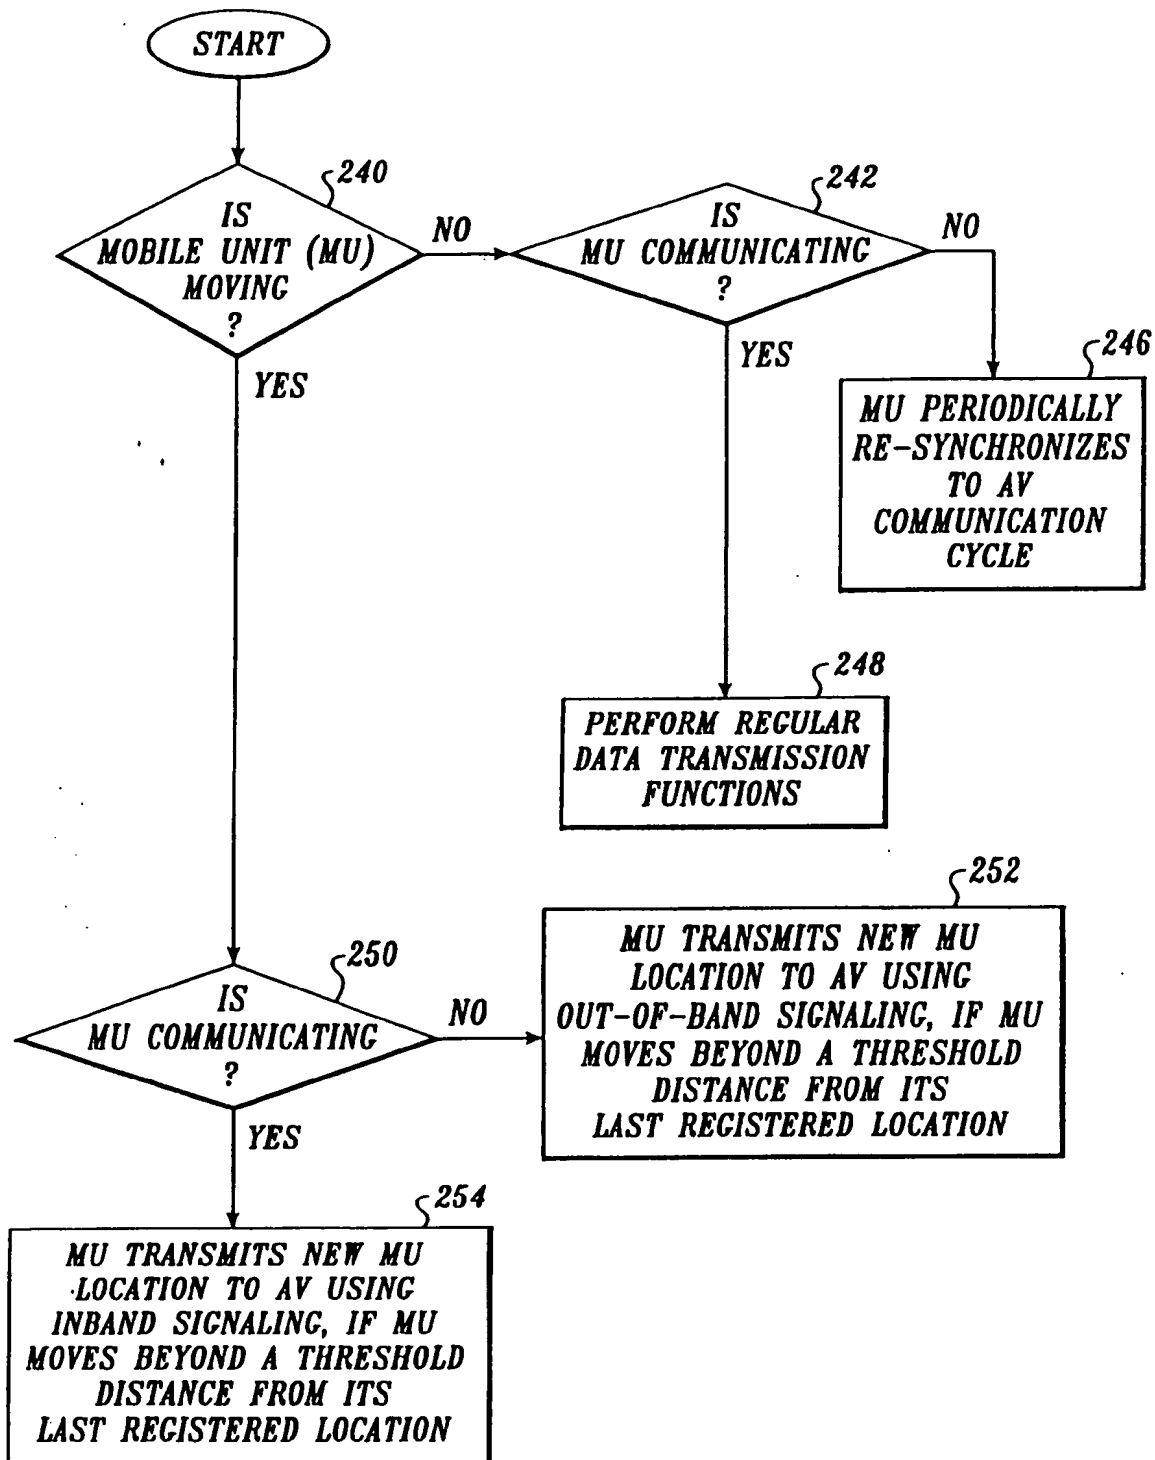 START
240
IS
MOBILE UNIT (MU)
MOVING
?
NO
YES
242
IS
MU COMMUNICATING
?
NO
YES
246
MU PERIODICALLY
RE-SYNCHRONIZES
TO AV
COMMUNICATION
CYCLE
248
PERFORM REGULAR
DATA TRANSMISSION
FUNCTIONS
250
IS
MU COMMUNICATING
?
NO
YES
252
MU TRANSMITS NEW MU
LOCATION TO AV USING
OUT-OF-BAND SIGNALING, IF MU
MOVES BEYOND A THRESHOLD
DISTANCE FROM ITS
LAST REGISTERED LOCATION
254
MU TRANSMITS NEW MU
LOCATION TO AV USING
INBAND SIGNALING, IF MU
MOVES BEYOND A THRESHOLD
DISTANCE FROM ITS
LAST REGISTERED LOCATION